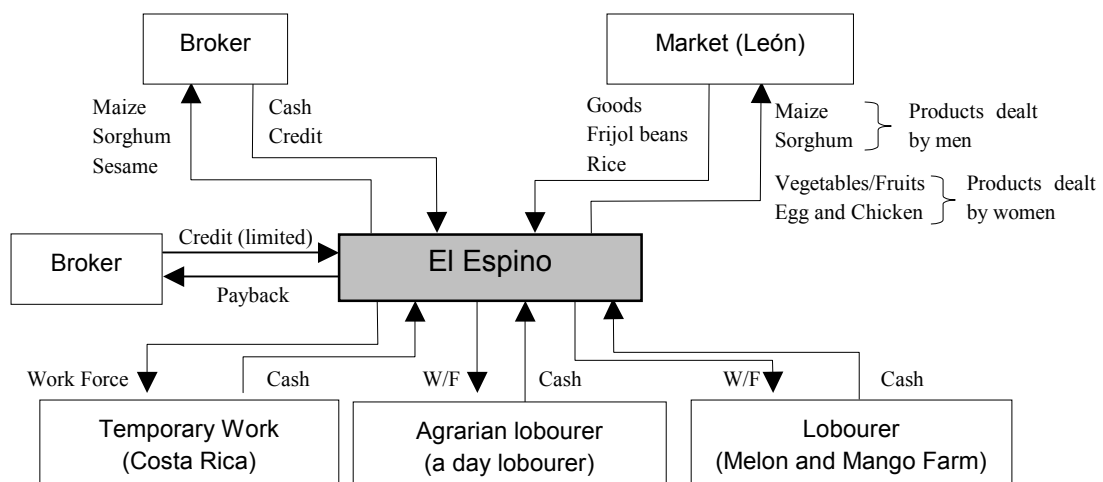 Broker
Market (León)
Maize
Sorghum
Sesame
Cash
Credit
Goods
Frijol beans
Rice
Maize
Sorghum
Products dealt
by men
Vegetables/Fruits
Egg and Chicken
Products dealt
by women
Broker
Credit (limited)
Payback
El Espino
Work Force
Cash
W/F
Cash
W/F
Cash
Temporary Work
(Costa Rica)
Agrarian lobourer
(a day lobourer)
Lobourer
(Melon and Mango Farm)